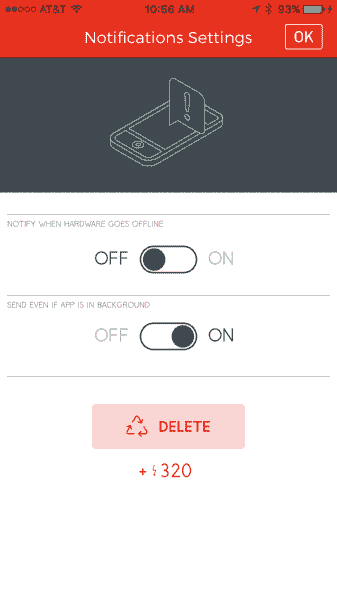 AT&T 10:56 AM 93%
Notifications Settings OK
NOTIFY WHEN HARDWARE GOES OFFLINE
OFF ON
SEND EVEN IF APP IS IN BACKGROUND
OFF ON
DELETE
+ 320